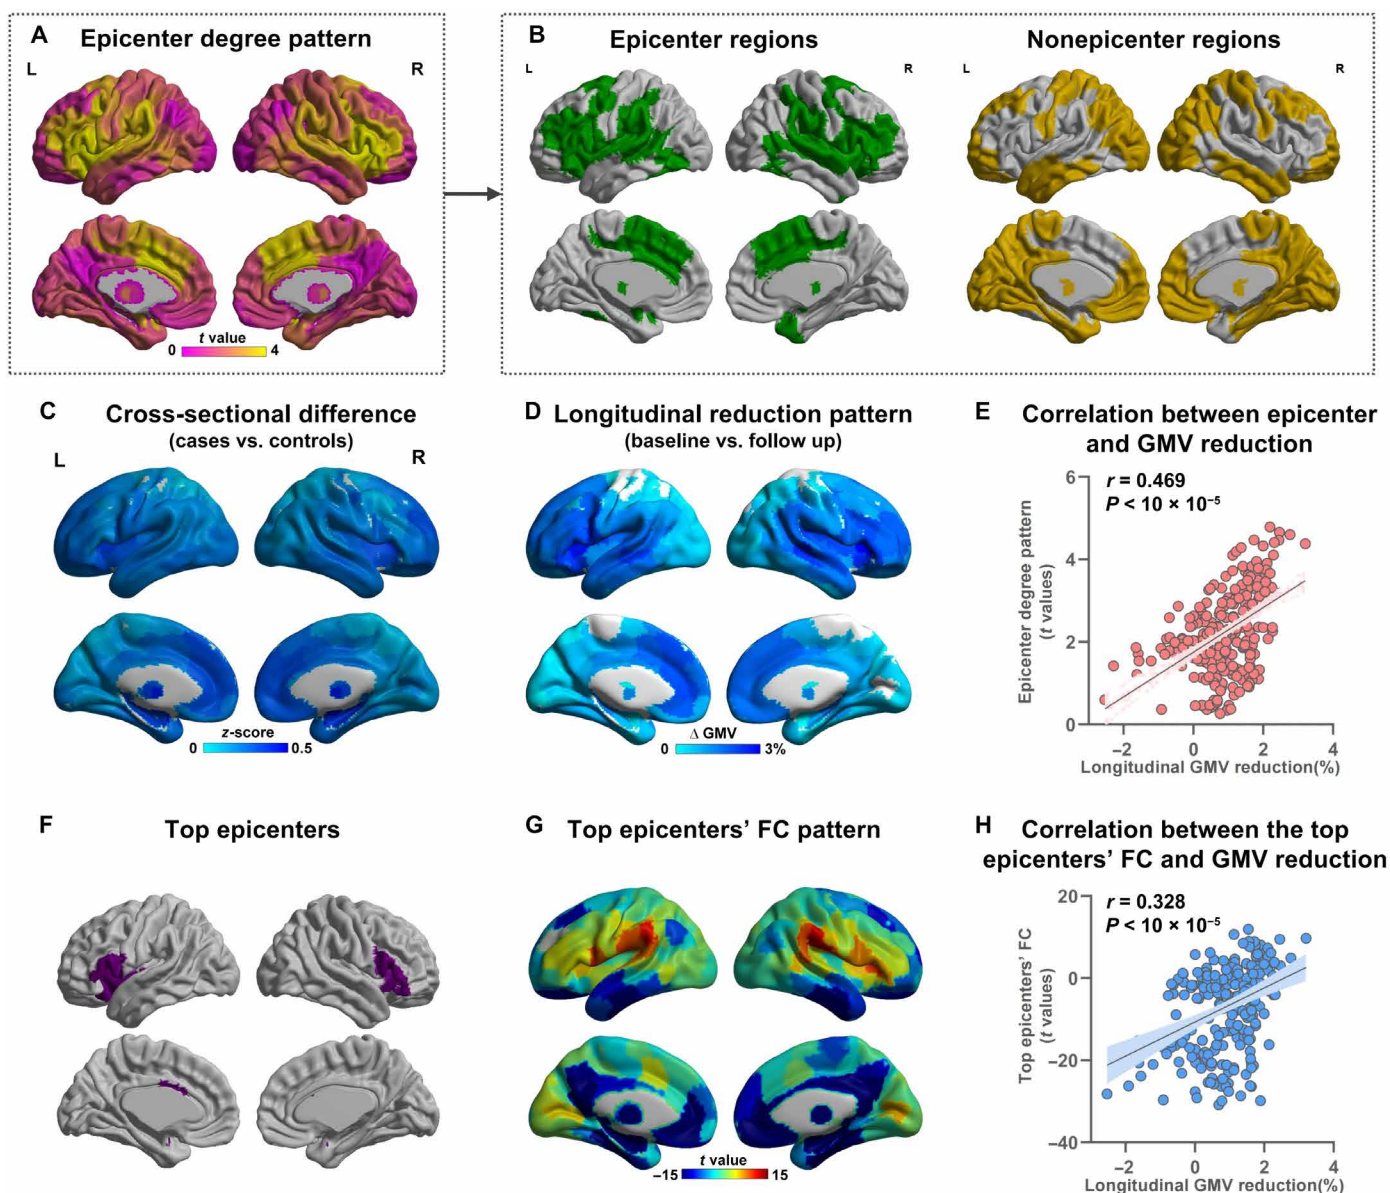 A Epicenter degree pattern
L R
t value
0 4
B Epicenter regions Nonepicenter regions
L R L R
C Cross-sectional difference
(cases vs. controls)
L R
z-score
0 0.5
D Longitudinal reduction pattern
(baseline vs. follow up)
Δ GMV
0 3%
E Correlation between epicenter
and GMV reduction
r = 0.469
P < 10 × 10⁻⁵
Epicenter degree pattern
(t values)
6
4
2
0
−2 0 2 4
Longitudinal GMV reduction(%)
F Top epicenters
G Top epicenters’ FC pattern
t value
−15 15
H Correlation between the top
epicenters’ FC and GMV reduction
r = 0.328
P < 10 × 10⁻⁵
Top epicenters’ FC
(t values)
20
0
−20
−40
−2 0 2 4
Longitudinal GMV reduction(%)